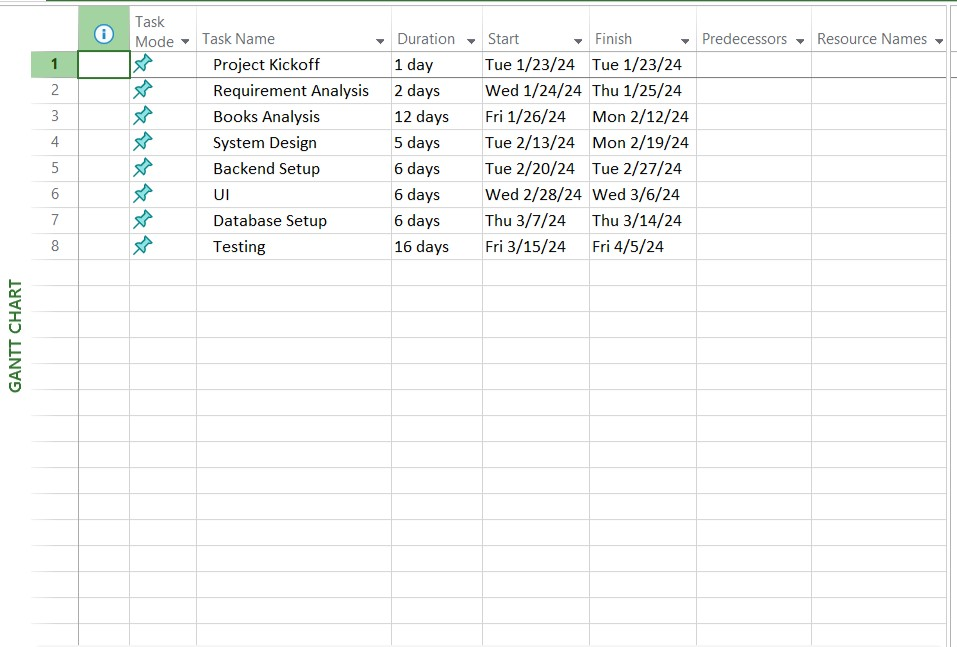 Task Mode Task Name Duration Start Finish Predecessors Resource Names
1 Project Kickoff 1 day Tue 1/23/24 Tue 1/23/24
2 Requirement Analysis 2 days Wed 1/24/24 Thu 1/25/24
3 Books Analysis 12 days Fri 1/26/24 Mon 2/12/24
4 System Design 5 days Tue 2/13/24 Mon 2/19/24
5 Backend Setup 6 days Tue 2/20/24 Tue 2/27/24
6 UI 6 days Wed 2/28/24 Wed 3/6/24
7 Database Setup 6 days Thu 3/7/24 Thu 3/14/24
8 Testing 16 days Fri 3/15/24 Fri 4/5/24
GANTT CHART